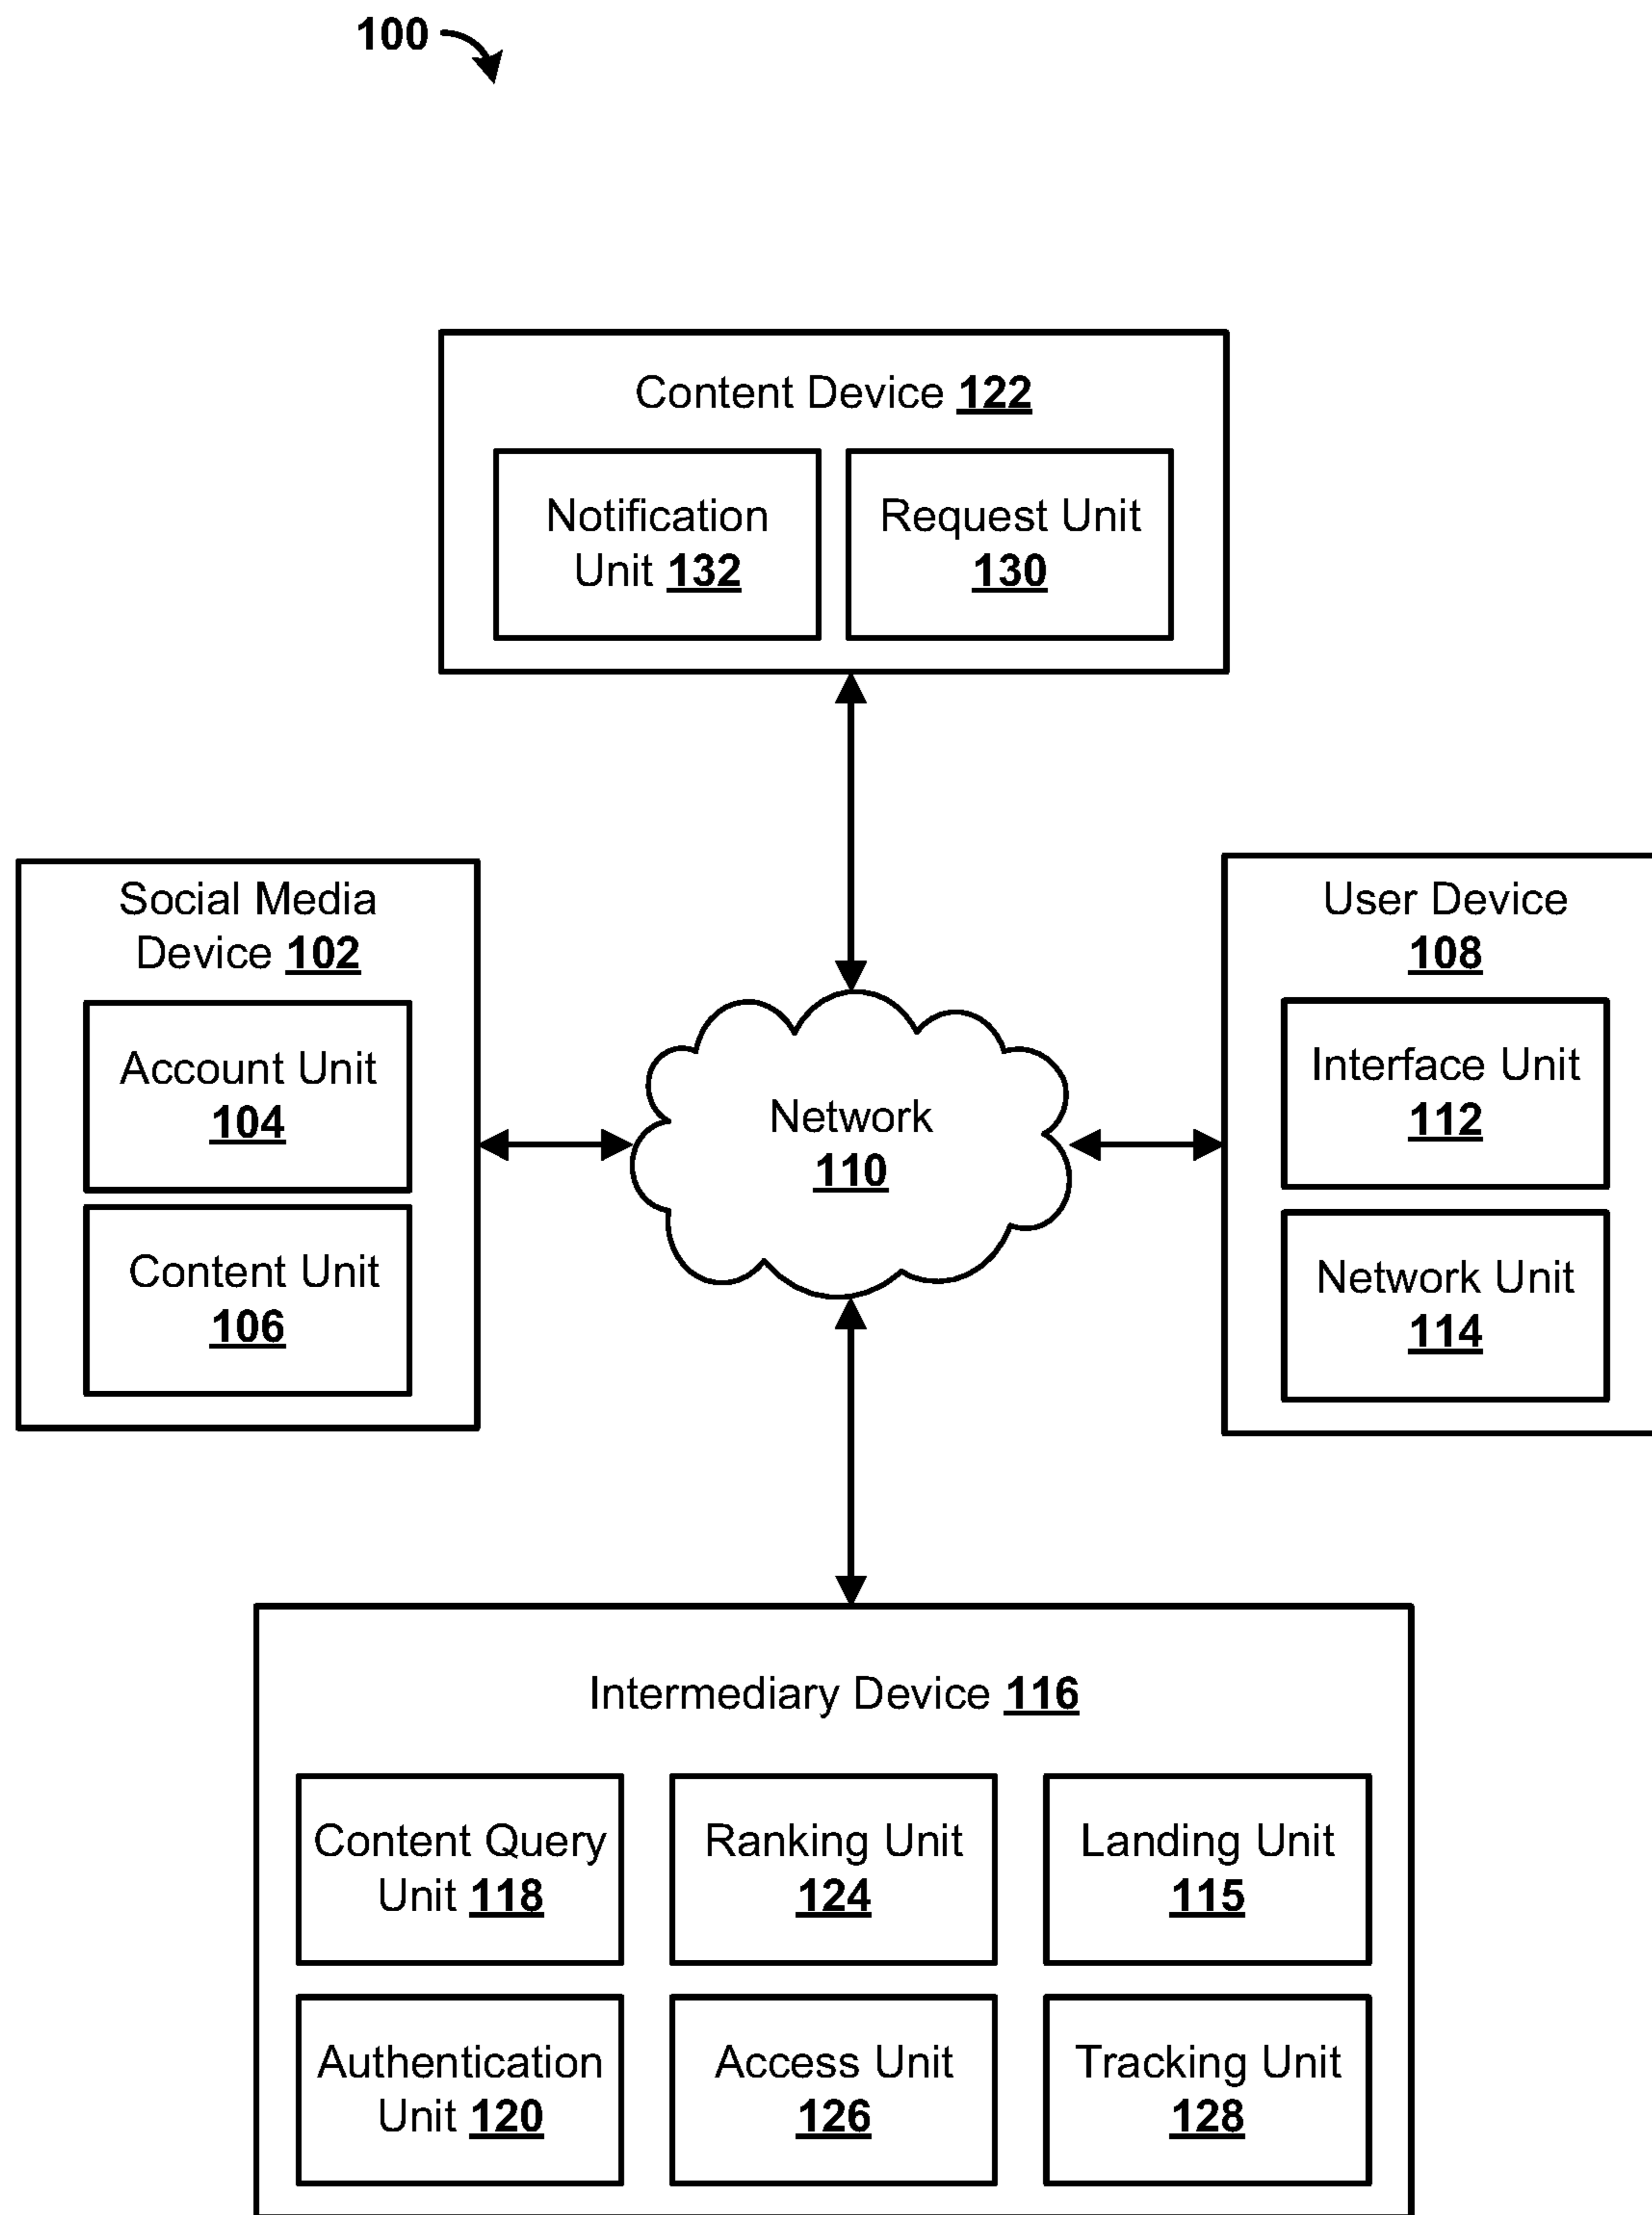 100
Content Device 122
Notification
Unit 132
Request Unit
130
Social Media
Device 102
Account Unit
104
Content Unit
106
Network
110
User Device
108
Interface Unit
112
Network Unit
114
Intermediary Device 116
Content Query
Unit 118
Ranking Unit
124
Landing Unit
115
Authentication
Unit 120
Access Unit
126
Tracking Unit
128